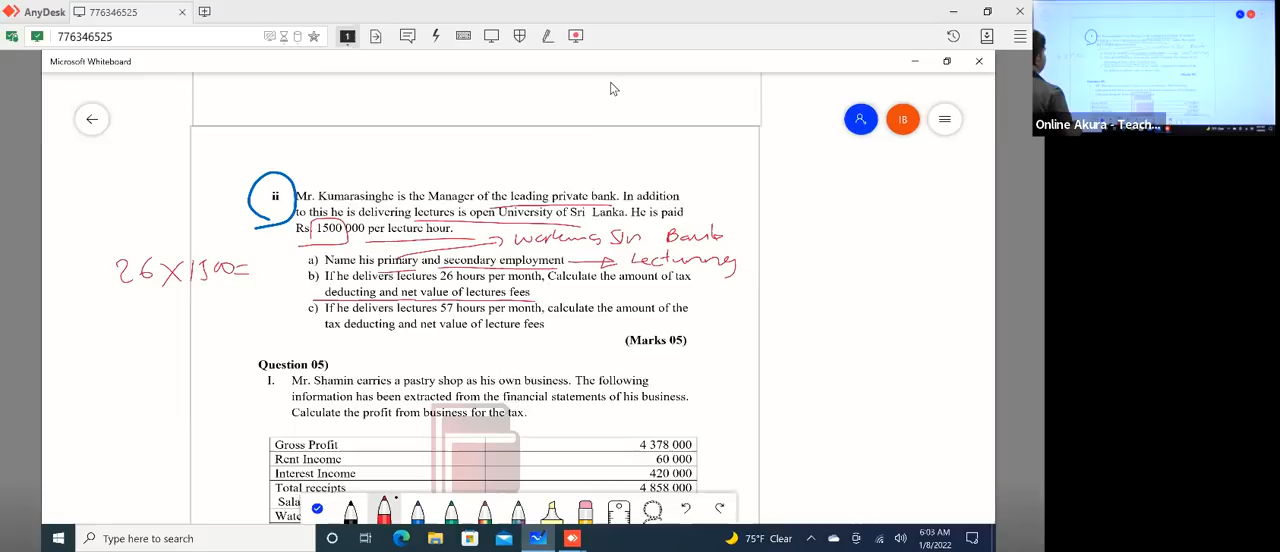 AnyDesk
776345525
776346525
1
Microsoft Whiteboard
IB
Online Akura - Teach...
ii Mr. Kumarasinghe is the Manager of the leading private bank. In addition
to this he is delivering lectures is open University of Sri Lanka. He is paid
Rs. 1500 000 per lecture hour.
working in Bank
a) Name his primary and secondary employment
Lecturing
26 × 1500=
b) If he delivers lectures 26 hours per month, Calculate the amount of tax
deducting and net value of lectures fees
c) If he delivers lectures 57 hours per month, calculate the amount of the
tax deducting and net value of lecture fees
(Marks 05)
Question 05)
I. Mr. Shamin carries a pastry shop as his own business. The following
information has been extracted from the financial statements of his business.
Calculate the profit from business for the tax.
Gross Profit 4 378 000
Rent Income 60 000
Interest Income 420 000
Total receipts 4 858 000
Sala
Wate
Type here to search
75°F Clear
6:03 AM
1/8/2022